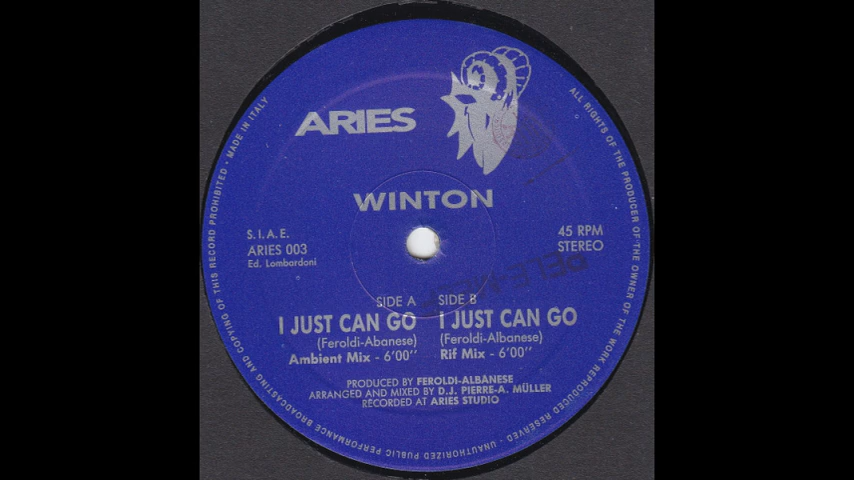 ARIES
WINTON
S.I.A.E.
ARIES 003
Ed. Lombardoni
45 RPM
STEREO
SIDE A
I JUST CAN GO
(Feroldi-Abanese)
Ambient Mix - 6'00''
SIDE B
I JUST CAN GO
(Feroldi-Albanese)
Rif Mix - 6'00''
PRODUCED BY FEROLDI-ALBANESE
ARRANGED AND MIXED BY D.J. PIERRE-A. MÜLLER
RECORDED AT ARIES STUDIO
ALL RIGHTS OF THE PRODUCER OF THE OWNER OF THE WORK REPRODUCED RESERVED - UNAUTHORIZED PUBLIC PERFORMANCE BROADCASTING AND COPYING OF THIS RECORD PROHIBITED - MADE IN ITALY